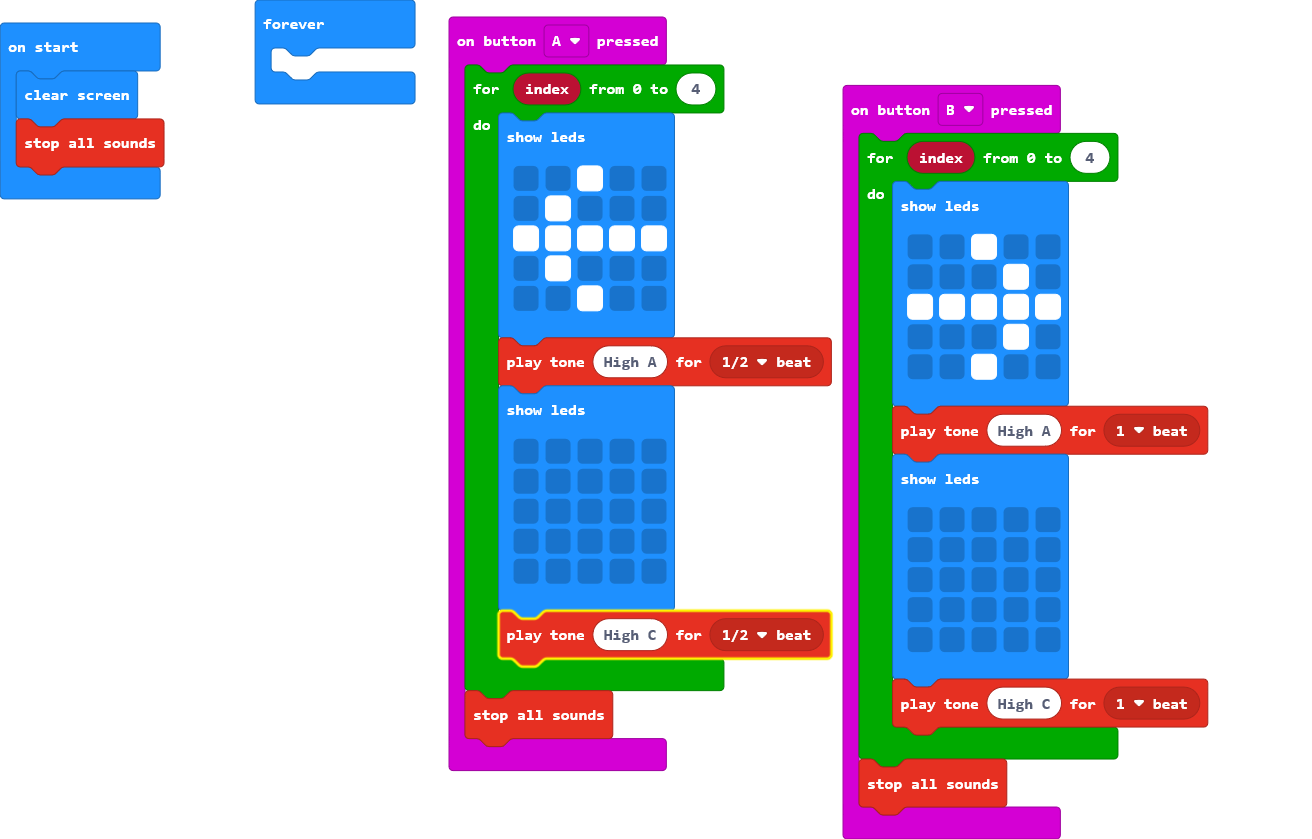 on start
clear screen
stop all sounds
forever
on button A pressed
for index from 0 to 4
do
show leds
play tone High A for 1/2 beat
show leds
play tone High C for 1/2 beat
stop all sounds
on button B pressed
for index from 0 to 4
do
show leds
play tone High A for 1 beat
show leds
play tone High C for 1 beat
stop all sounds